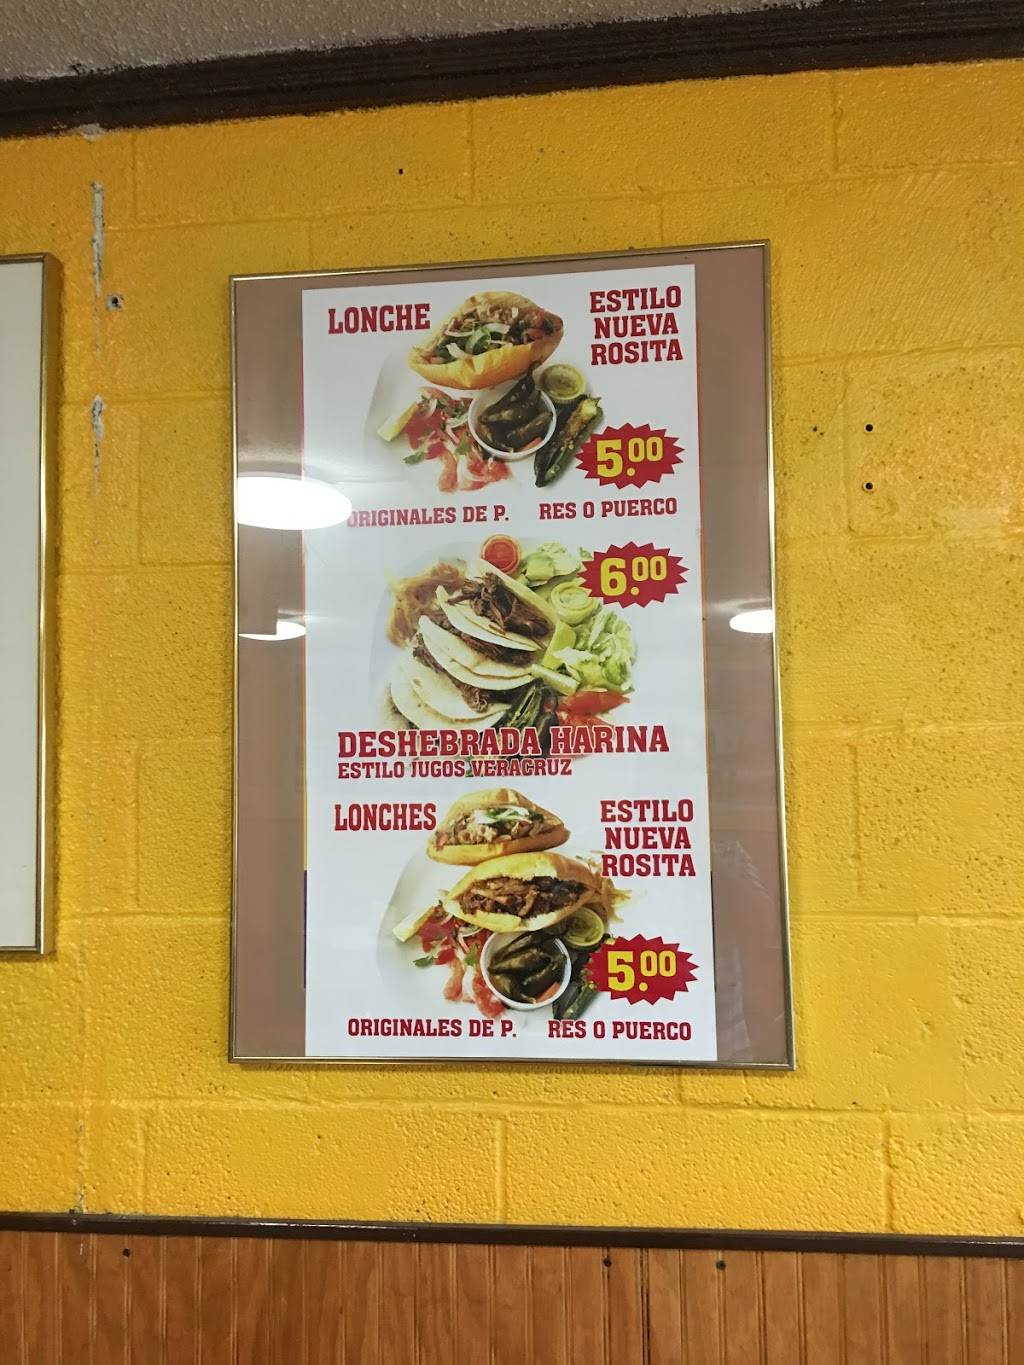 LONCHE
ESTILO
NUEVA
ROSITA
5.00
ORIGINALES DE P. RES O PUERCO
6.00
DESHEBRADA HARINA
ESTILO JUGOS VERACRUZ
LONCHES
ESTILO
NUEVA
ROSITA
5.00
ORIGINALES DE P. RES O PUERCO